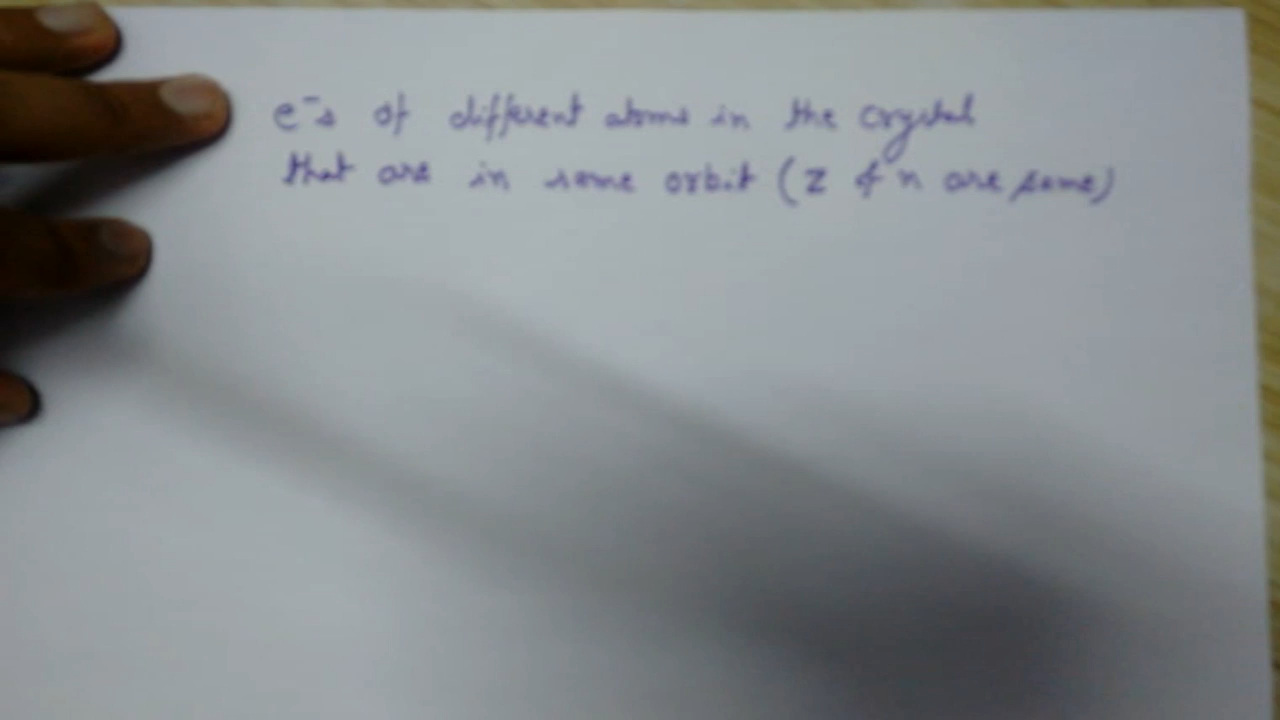 e⁻s of different atoms in the crystal
that are in same orbit (Z & n are same)